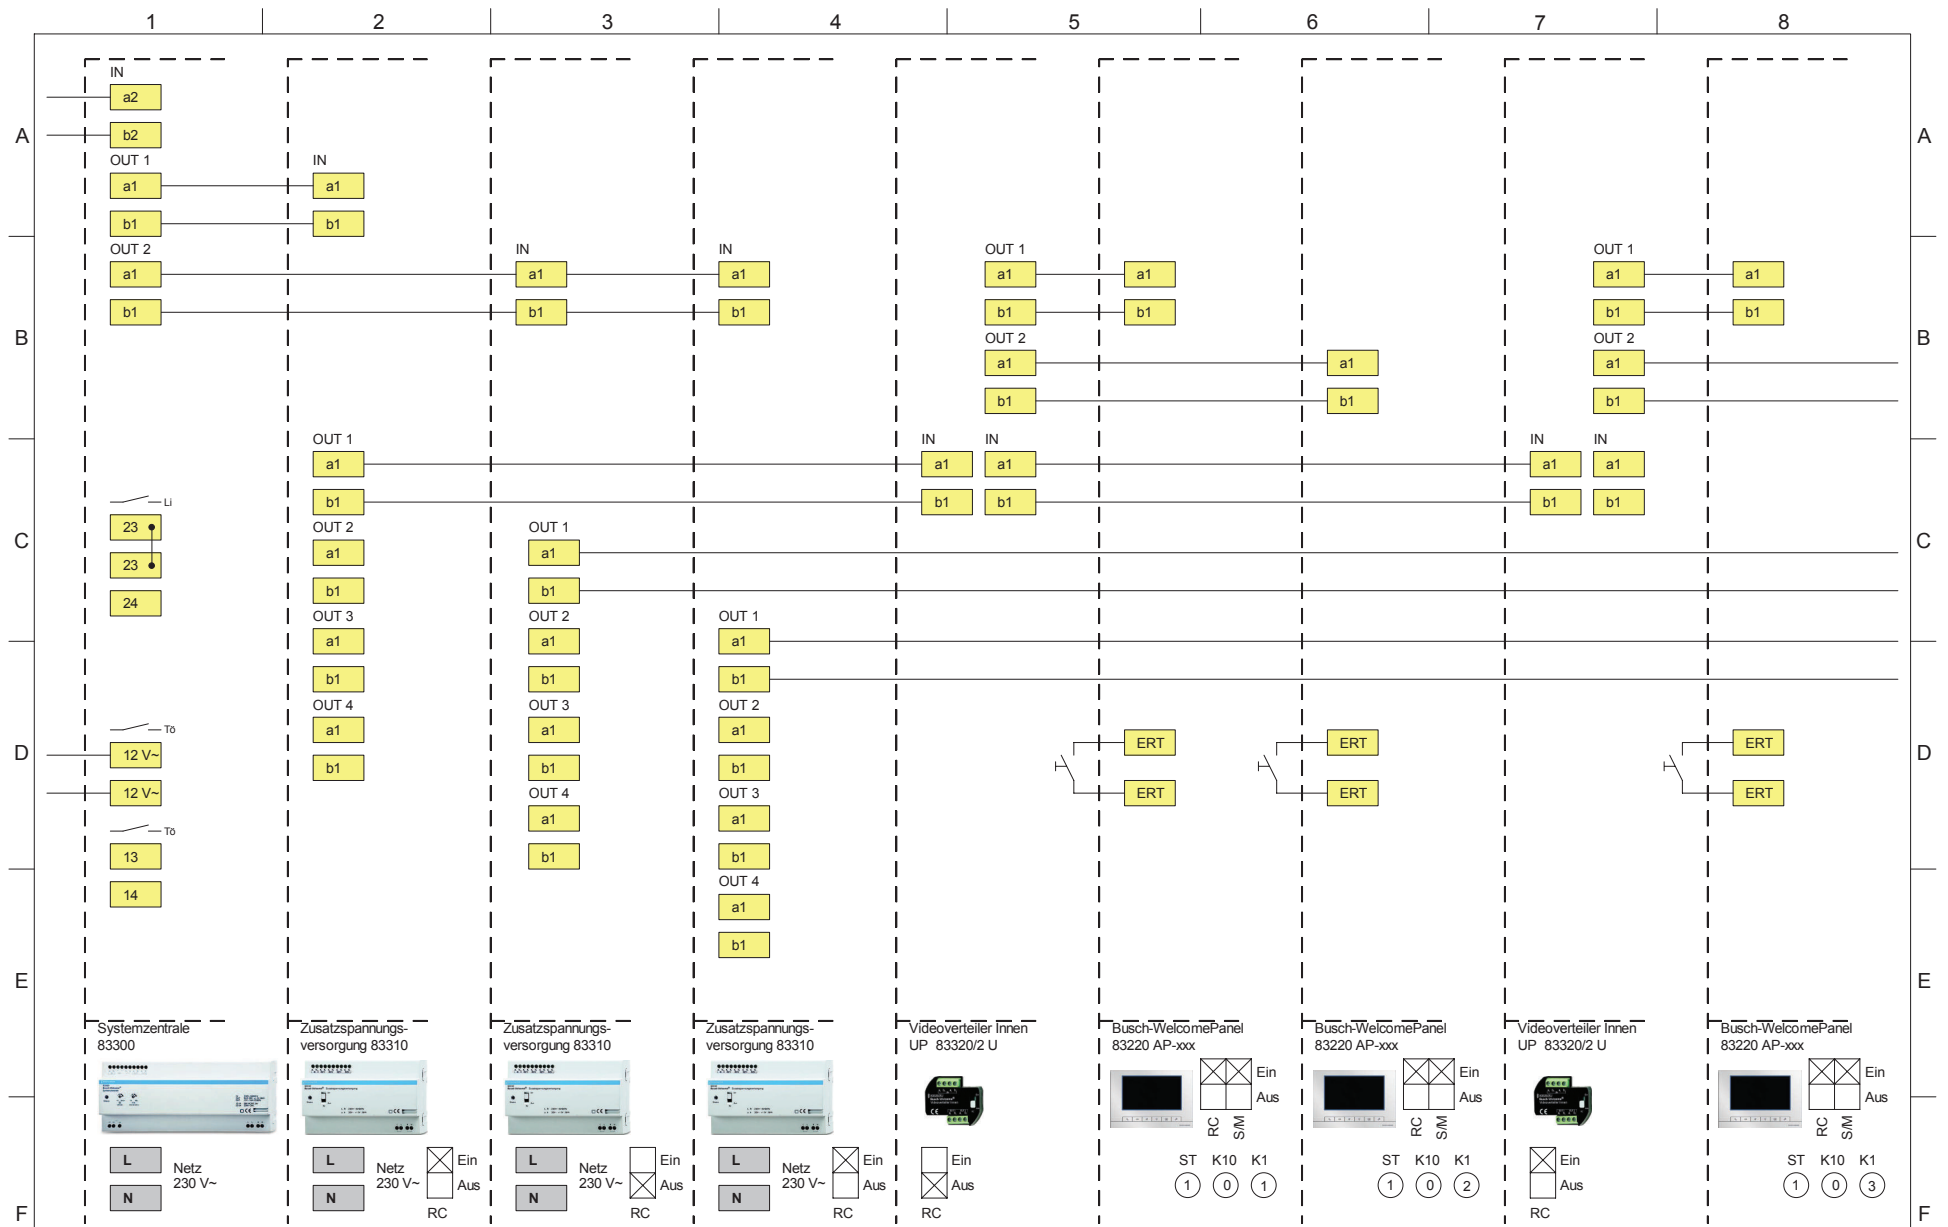 1 2 3 4 5 6 7 8
A A
B B
C C
D D
E E
F F
IN
a2
b2
OUT 1
a1
b1
OUT 2
a1
b1
Li
23
23
24
Tö
12 V~
12 V~
Tö
13
14
Systemzentrale
83300
L
N
Netz
230 V~
IN
a1
b1
OUT 1
a1
b1
OUT 2
a1
b1
OUT 3
a1
b1
OUT 4
a1
b1
Zusatzspannungs-
versorgung 83310
L
N
Netz
230 V~
Ein
Aus
RC
IN
a1
b1
OUT 1
a1
b1
OUT 2
a1
b1
OUT 3
a1
b1
OUT 4
a1
b1
Zusatzspannungs-
versorgung 83310
L
N
Netz
230 V~
Ein
Aus
RC
IN
a1
b1
OUT 1
a1
b1
OUT 2
a1
b1
OUT 3
a1
b1
OUT 4
a1
b1
Zusatzspannungs-
versorgung 83310
L
N
Netz
230 V~
Ein
Aus
RC
OUT 1
a1
b1
OUT 2
a1
b1
IN IN
a1 a1
b1 b1
Videoverteiler Innen
UP 83320/2 U
Ein
Aus
RC
a1
b1
ERT
ERT
Busch-WelcomePanel
83220 AP-xxx
Ein
Aus
RC
S/M
ST K10 K1
1 0 1
a1
b1
ERT
ERT
Busch-WelcomePanel
83220 AP-xxx
Ein
Aus
RC
S/M
ST K10 K1
1 0 2
OUT 1
a1
b1
OUT 2
a1
b1
IN IN
a1 a1
b1 b1
Videoverteiler Innen
UP 83320/2 U
Ein
Aus
RC
a1
b1
ERT
ERT
Busch-WelcomePanel
83220 AP-xxx
Ein
Aus
RC
S/M
ST K10 K1
1 0 3